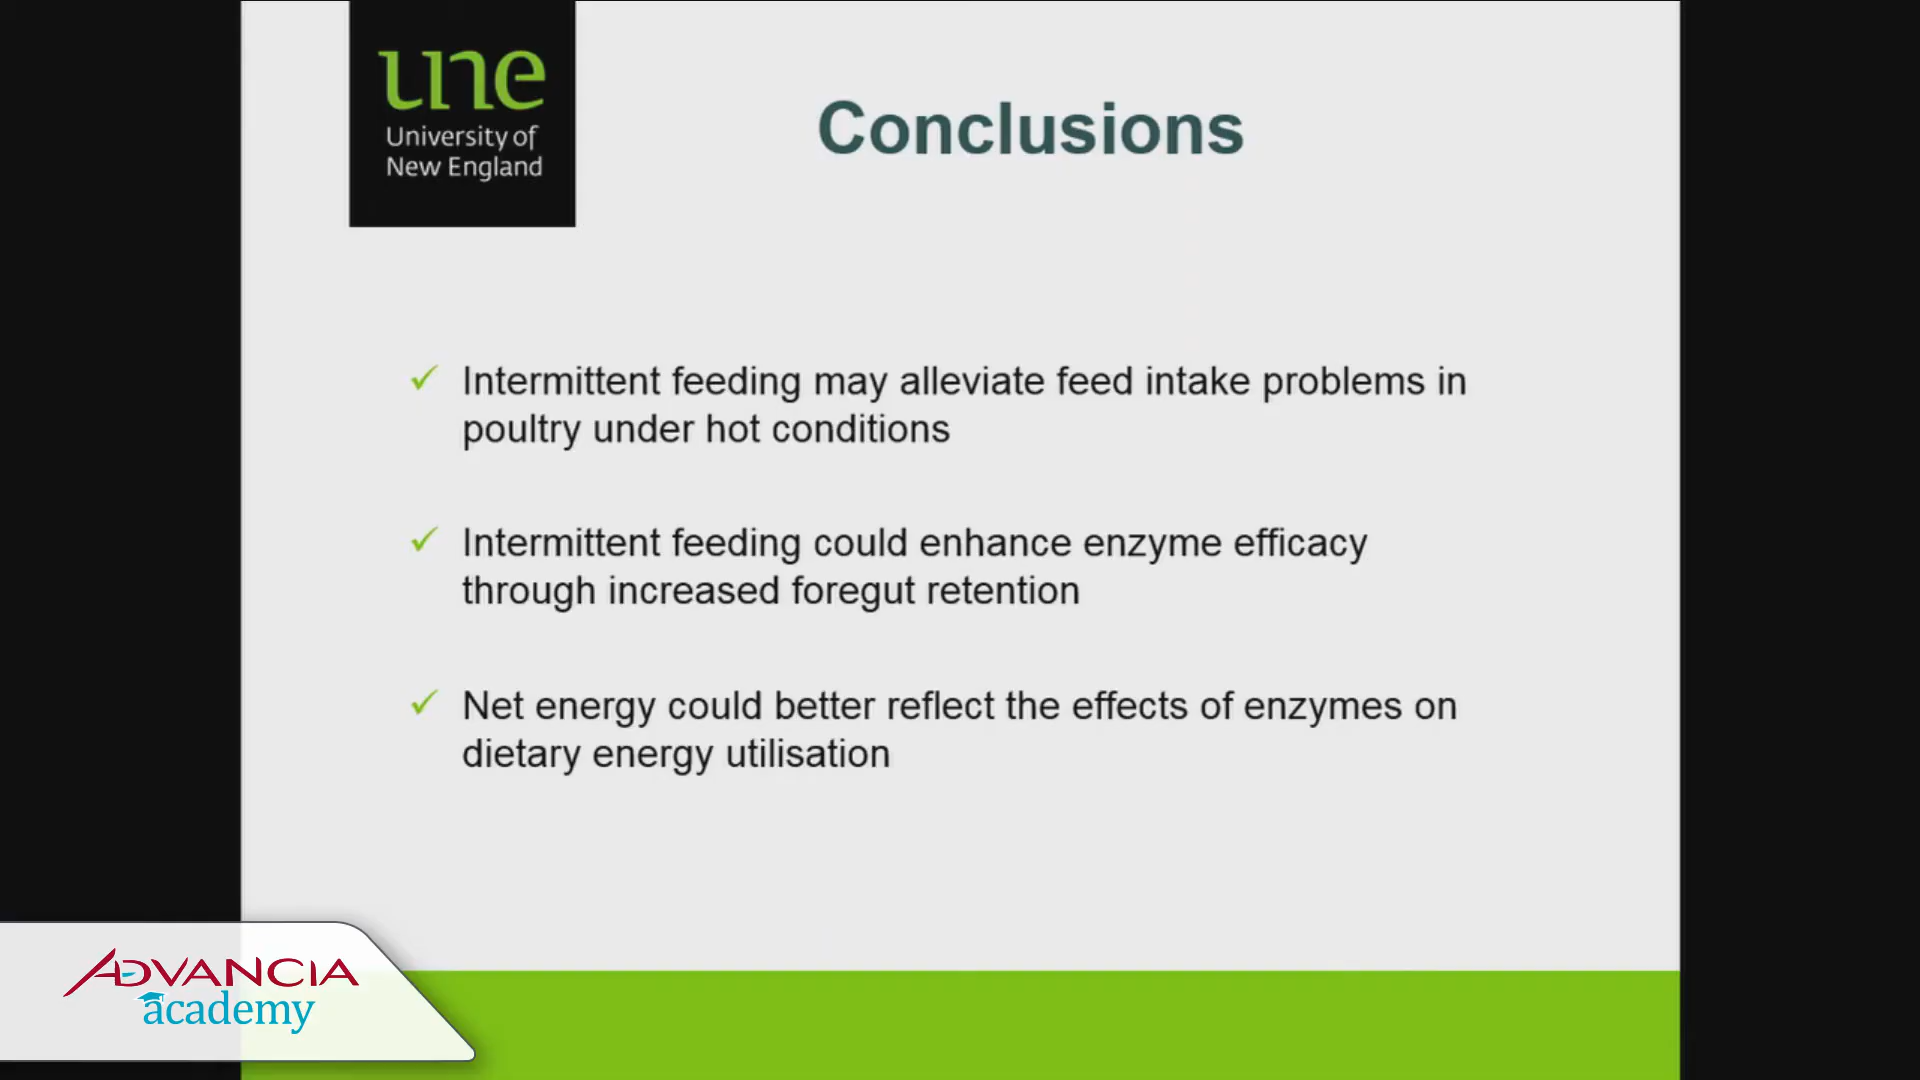 une
University of
New England
Conclusions
✓ Intermittent feeding may alleviate feed intake problems in
poultry under hot conditions
✓ Intermittent feeding could enhance enzyme efficacy
through increased foregut retention
✓ Net energy could better reflect the effects of enzymes on
dietary energy utilisation
ADVANCIA
academy